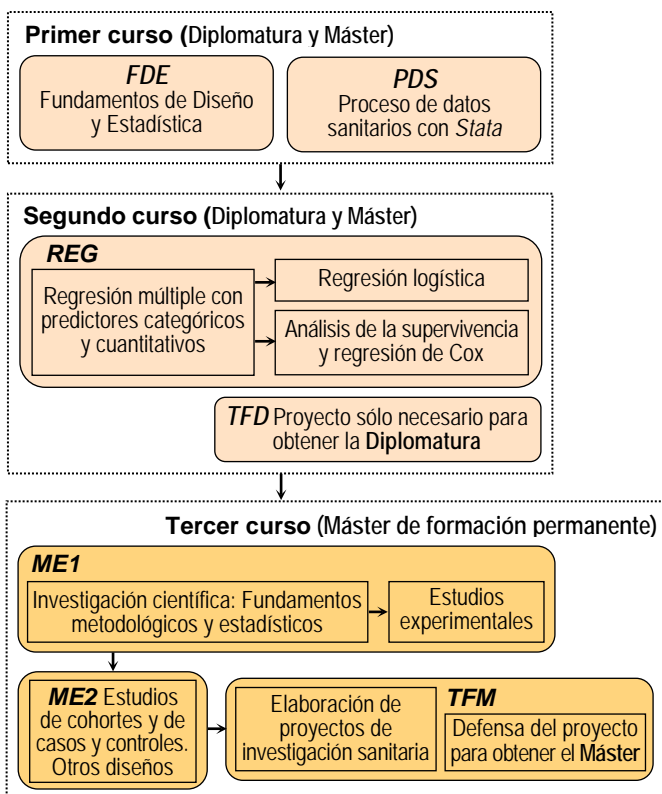 Primer curso (Diplomatura y Máster)
FDE
Fundamentos de Diseño
y Estadística
PDS
Proceso de datos
sanitarios con Stata
Segundo curso (Diplomatura y Máster)
REG
Regresión múltiple con
predictores categóricos
y cuantitativos
Regresión logística
Análisis de la supervivencia
y regresión de Cox
TFD Proyecto sólo necesario para
obtener la Diplomatura
Tercer curso (Máster de formación permanente)
ME1
Investigación científica: Fundamentos
metodológicos y estadísticos
Estudios
experimentales
ME2 Estudios
de cohortes y de
casos y controles.
Otros diseños
Elaboración de
proyectos de
investigación sanitaria
TFM
Defensa del proyecto
para obtener el Máster